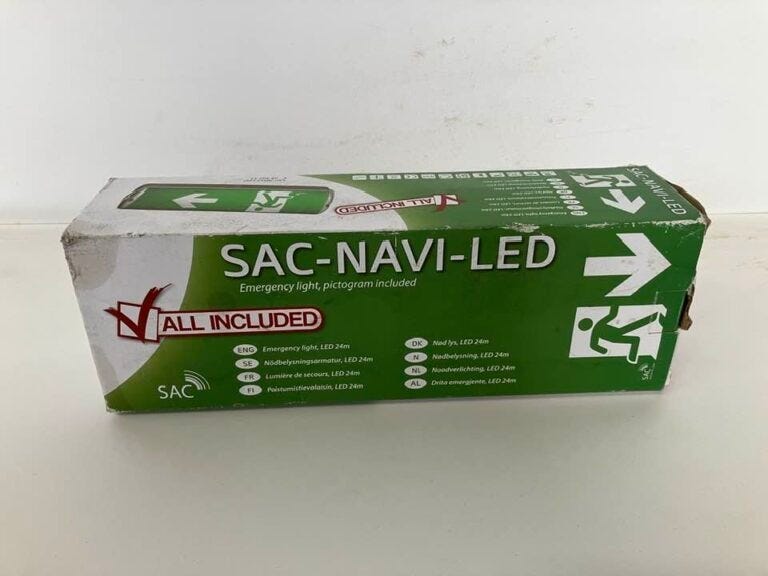 ALL INCLUDED
SAC-NAVI-LED
SAC-NAVI-LED
Emergency light, pictogram included
ALL INCLUDED
ENG Emergency light, LED 24m
SE Nödbelysningsarmatur, LED 24m
FR Lumière de secours, LED 24m
FI Poistumistievalaisin, LED 24m
DK Nød lys, LED 24m
N Nødbelysning, LED 24m
NL Noodverlichting, LED 24m
AL Drita emergjente, LED 24m
SAC
SAC